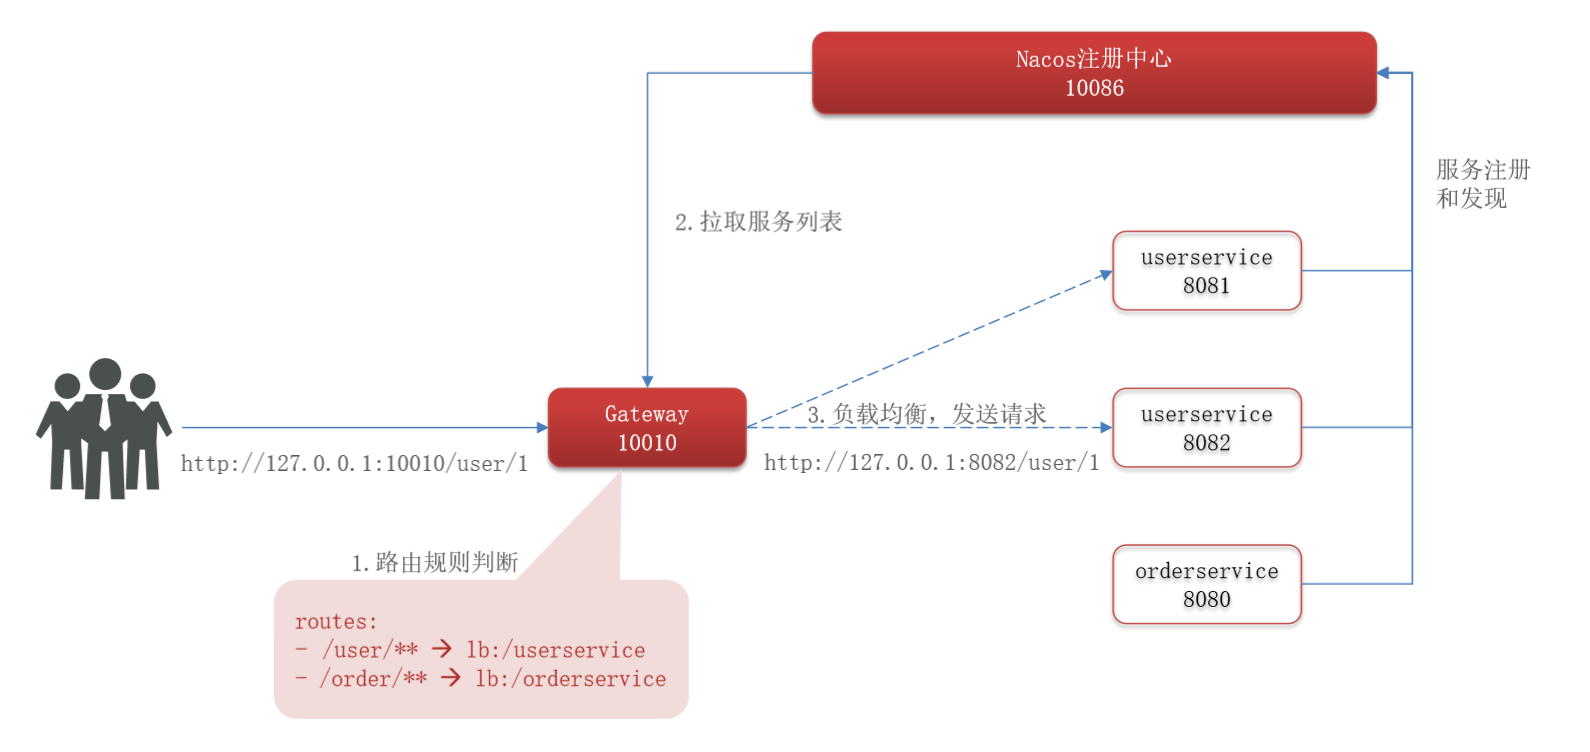 Nacos注册中心
10086
服务注册
和发现
2.拉取服务列表
userservice
8081
Gateway
10010
3.负载均衡，发送请求
userservice
8082
http://127.0.0.1:10010/user/1
http://127.0.0.1:8082/user/1
1.路由规则判断
orderservice
8080
routes:
- /user/** → lb:/userservice
- /order/** → lb:/orderservice